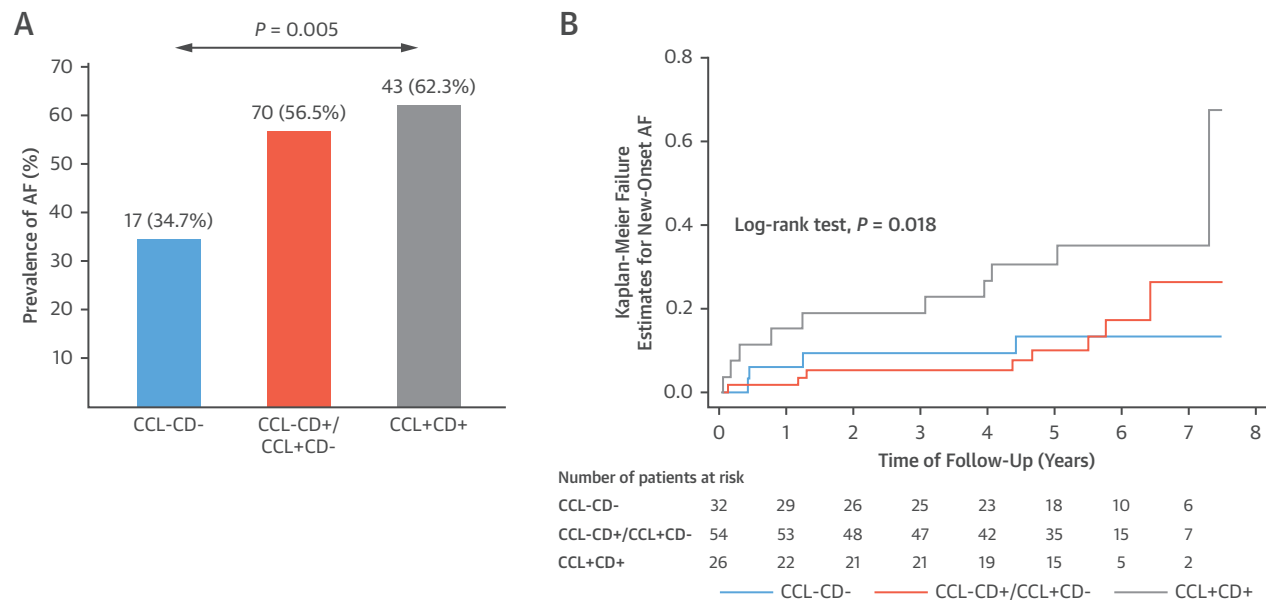 A
P = 0.005
Prevalence of AF (%)
70
60
50
40
30
20
10
17 (34.7%)
70 (56.5%)
43 (62.3%)
CCL-CD-
CCL-CD+/
CCL+CD-
CCL+CD+
B
Kaplan-Meier Failure
Estimates for New-Onset AF
0.8
0.6
0.4
0.2
0.0
Log-rank test, P = 0.018
0 1 2 3 4 5 6 7 8
Time of Follow-Up (Years)
Number of patients at risk
CCL-CD- 32 29 26 25 23 18 10 6
CCL-CD+/CCL+CD- 54 53 48 47 42 35 15 7
CCL+CD+ 26 22 21 21 19 15 5 2
CCL-CD- CCL-CD+/CCL+CD- CCL+CD+